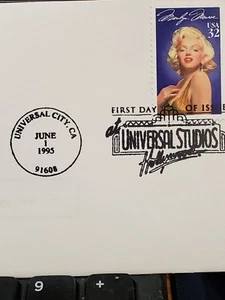 Marilyn Monroe
USA
32
FIRST DAY OF ISSUE
at
UNIVERSAL STUDIOS
Hollywood
UNIVERSAL CITY, CA
JUNE
1
1995
91608
9
+